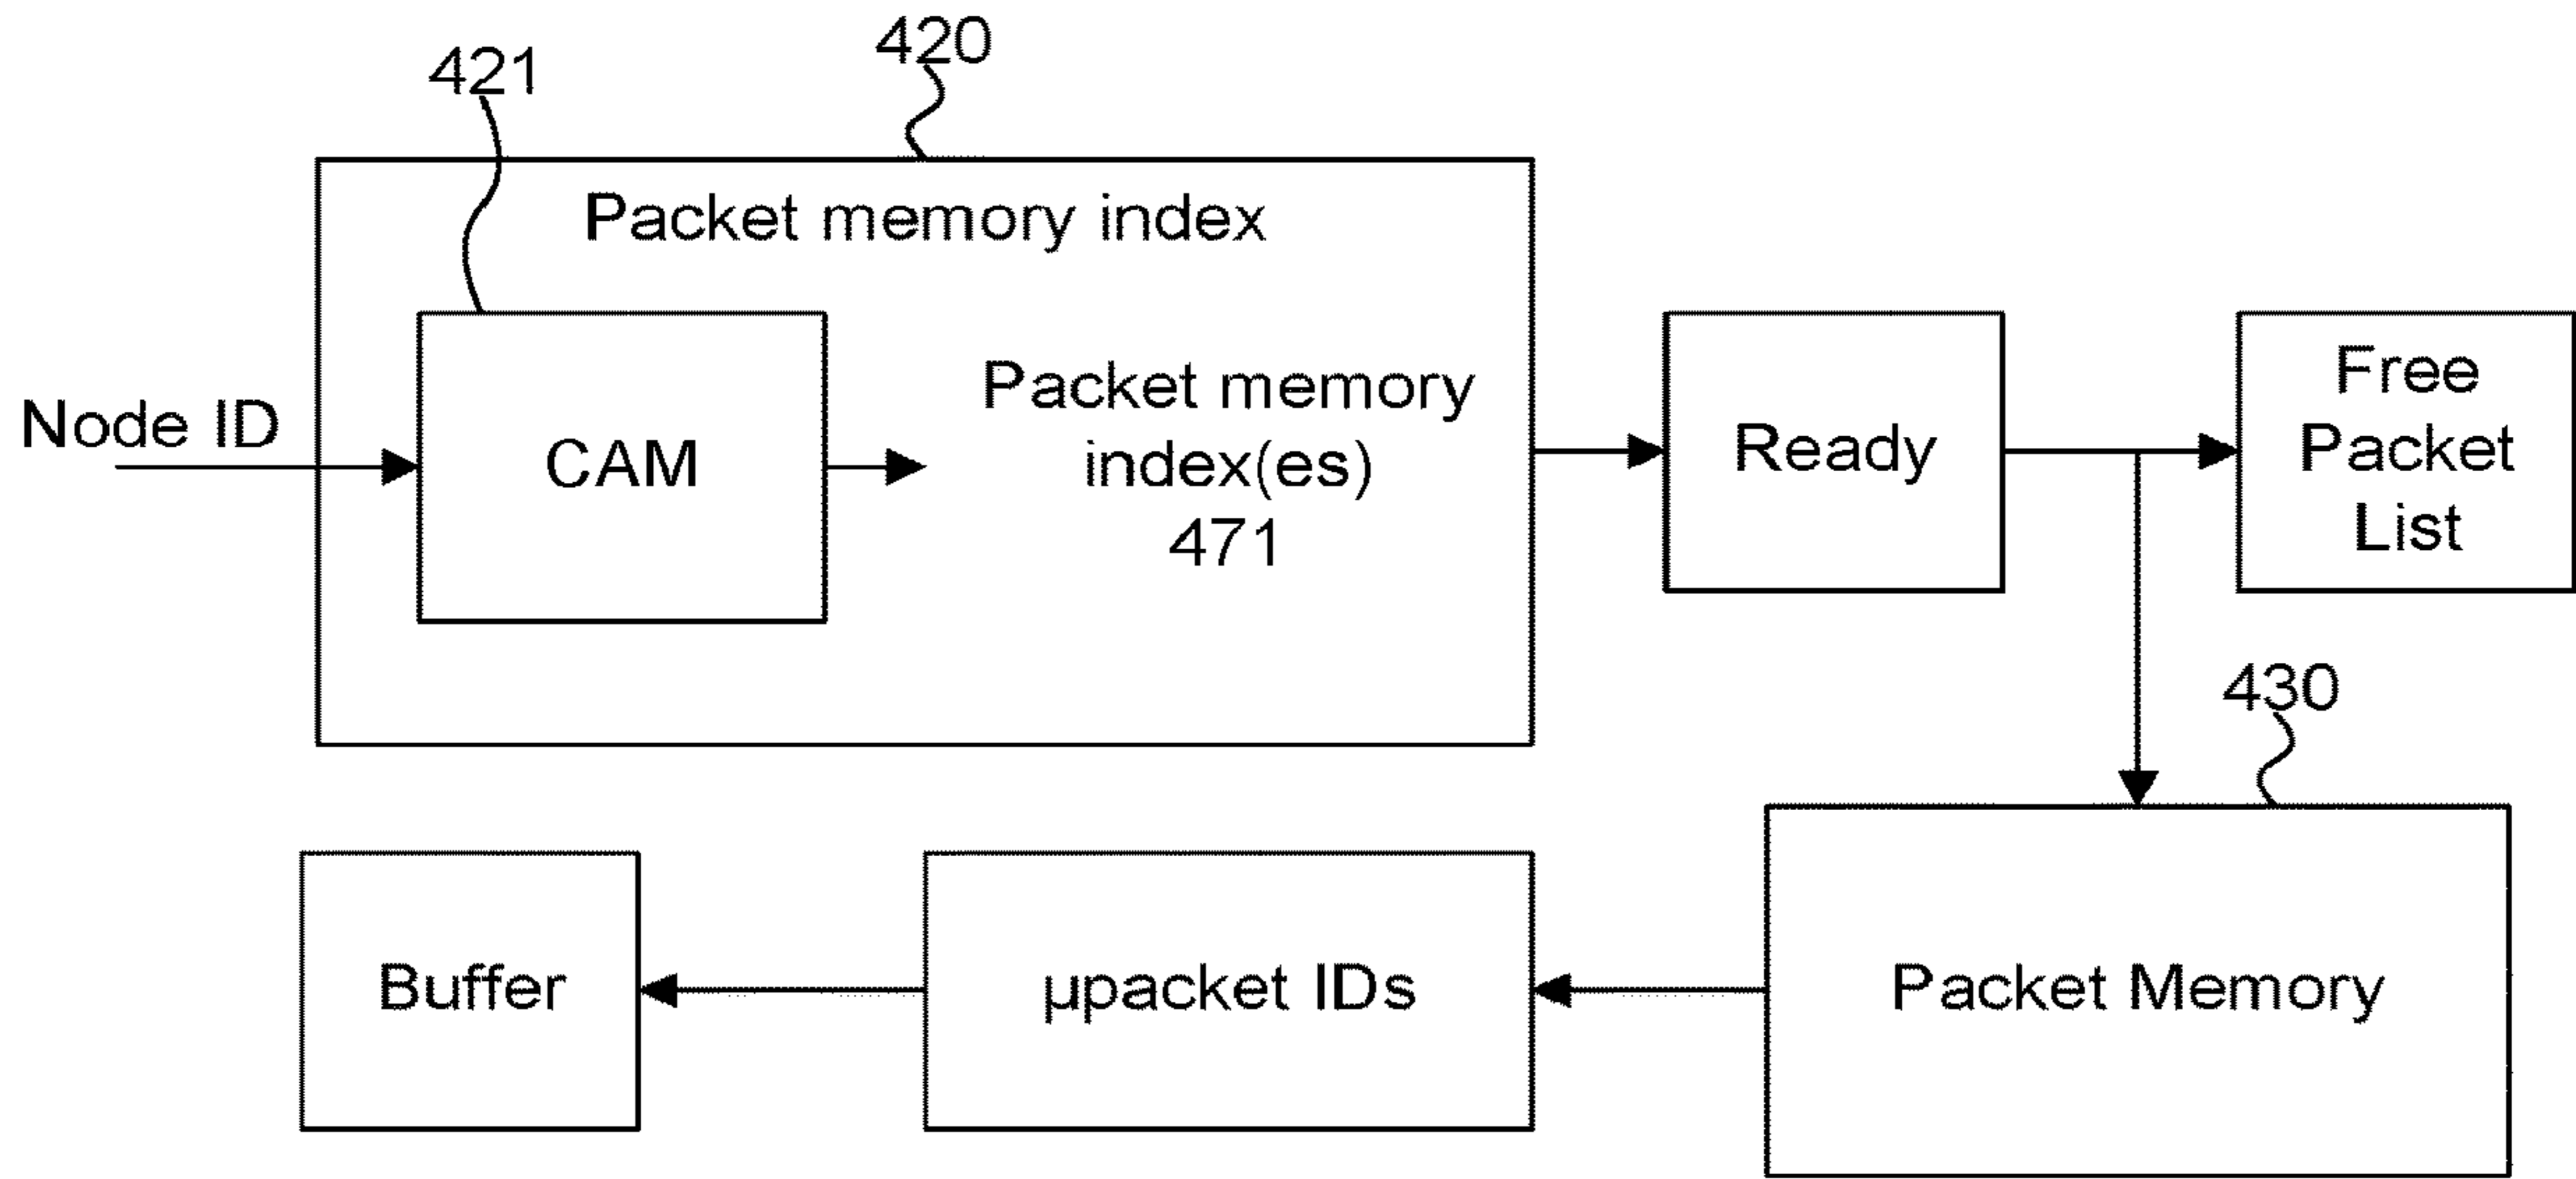 420
421
Packet memory index
Node ID
CAM
Packet memory
index(es)
471
Ready
Free
Packet
List
430
Buffer
µpacket IDs
Packet Memory